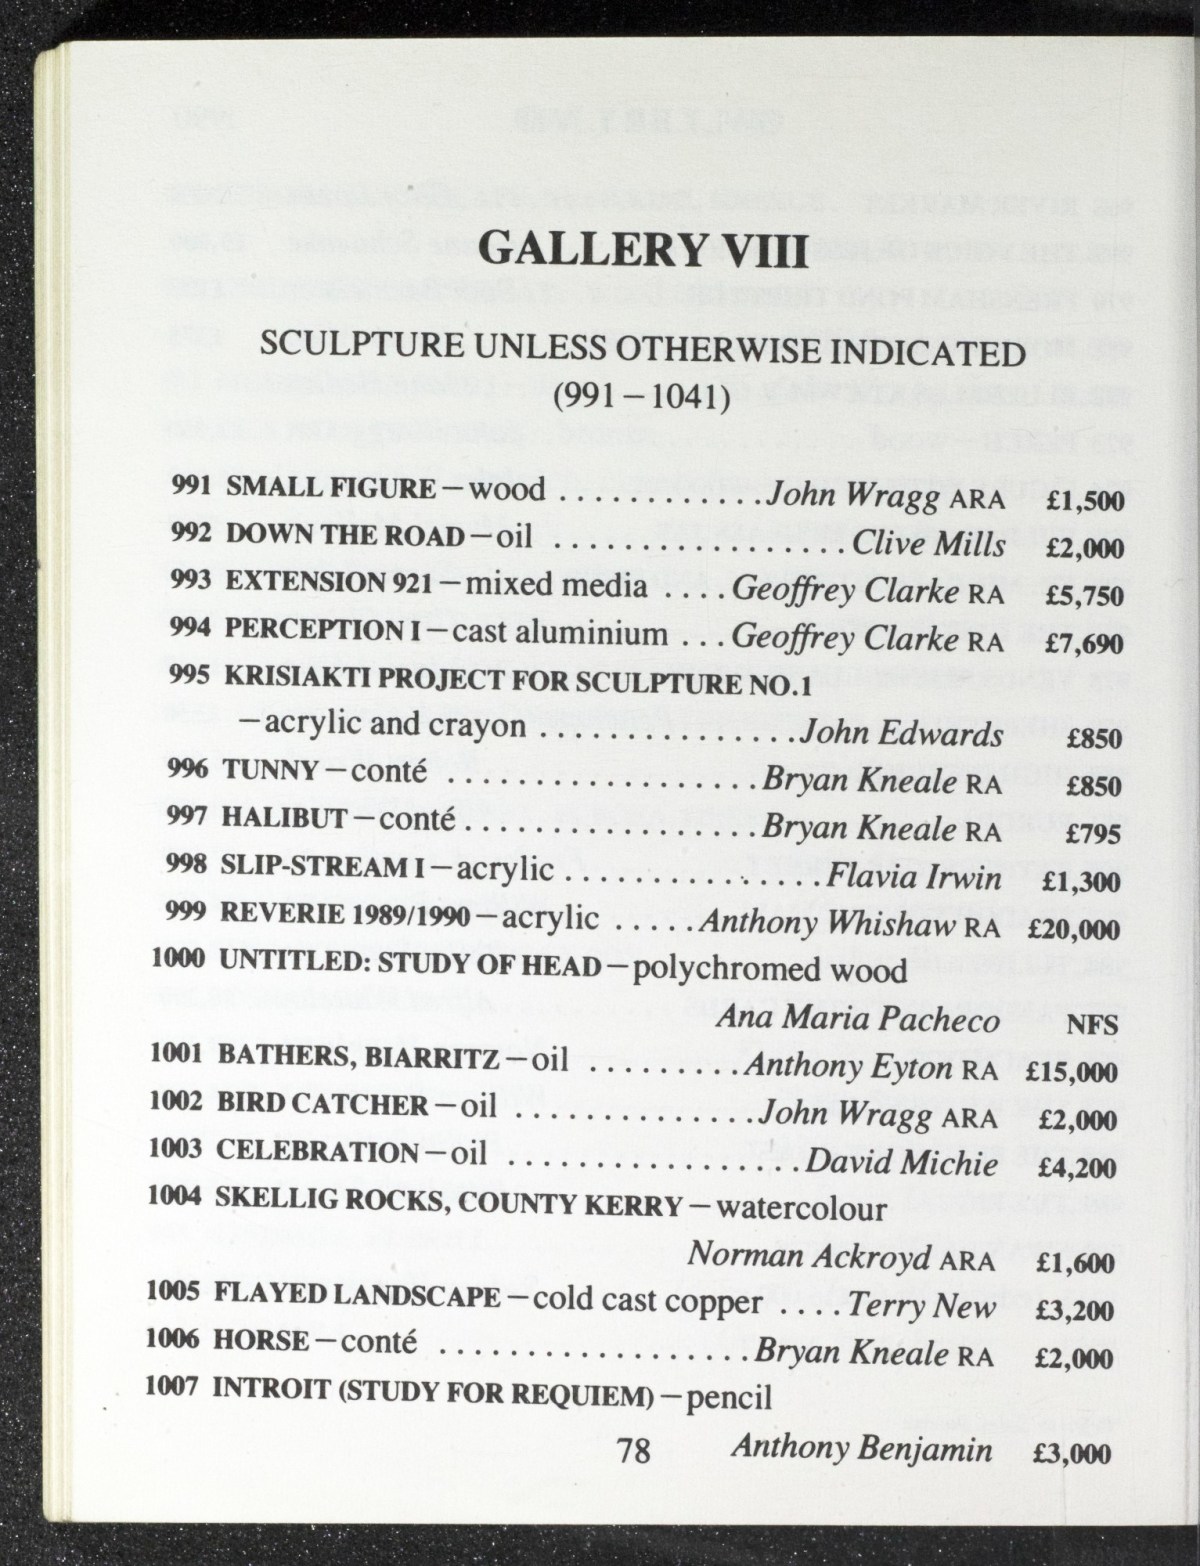 GALLERY VIII
SCULPTURE UNLESS OTHERWISE INDICATED
(991 – 1041)
991 SMALL FIGURE – wood . . . . . . . . . . . . . John Wragg ARA £1,500
992 DOWN THE ROAD – oil . . . . . . . . . . . . . . . . . . Clive Mills £2,000
993 EXTENSION 921 – mixed media . . . . Geoffrey Clarke RA £5,750
994 PERCEPTION I – cast aluminium . . . Geoffrey Clarke RA £7,690
995 KRISIAKTI PROJECT FOR SCULPTURE NO.1
– acrylic and crayon . . . . . . . . . . . . . . . . John Edwards £850
996 TUNNY – conté . . . . . . . . . . . . . . . . . . . Bryan Kneale RA £850
997 HALIBUT – conté . . . . . . . . . . . . . . . . . . Bryan Kneale RA £795
998 SLIP-STREAM I – acrylic . . . . . . . . . . . . . . . . Flavia Irwin £1,300
999 REVERIE 1989/1990 – acrylic . . . . . Anthony Whishaw RA £20,000
1000 UNTITLED: STUDY OF HEAD – polychromed wood
Ana Maria Pacheco NFS
1001 BATHERS, BIARRITZ – oil . . . . . . . . . Anthony Eyton RA £15,000
1002 BIRD CATCHER – oil . . . . . . . . . . . . . . . John Wragg ARA £2,000
1003 CELEBRATION – oil . . . . . . . . . . . . . . . . . . David Michie £4,200
1004 SKELLIG ROCKS, COUNTY KERRY – watercolour
Norman Ackroyd ARA £1,600
1005 FLAYED LANDSCAPE – cold cast copper . . . . Terry New £3,200
1006 HORSE – conté . . . . . . . . . . . . . . . . . . . Bryan Kneale RA £2,000
1007 INTROIT (STUDY FOR REQUIEM) – pencil
78 Anthony Benjamin £3,000